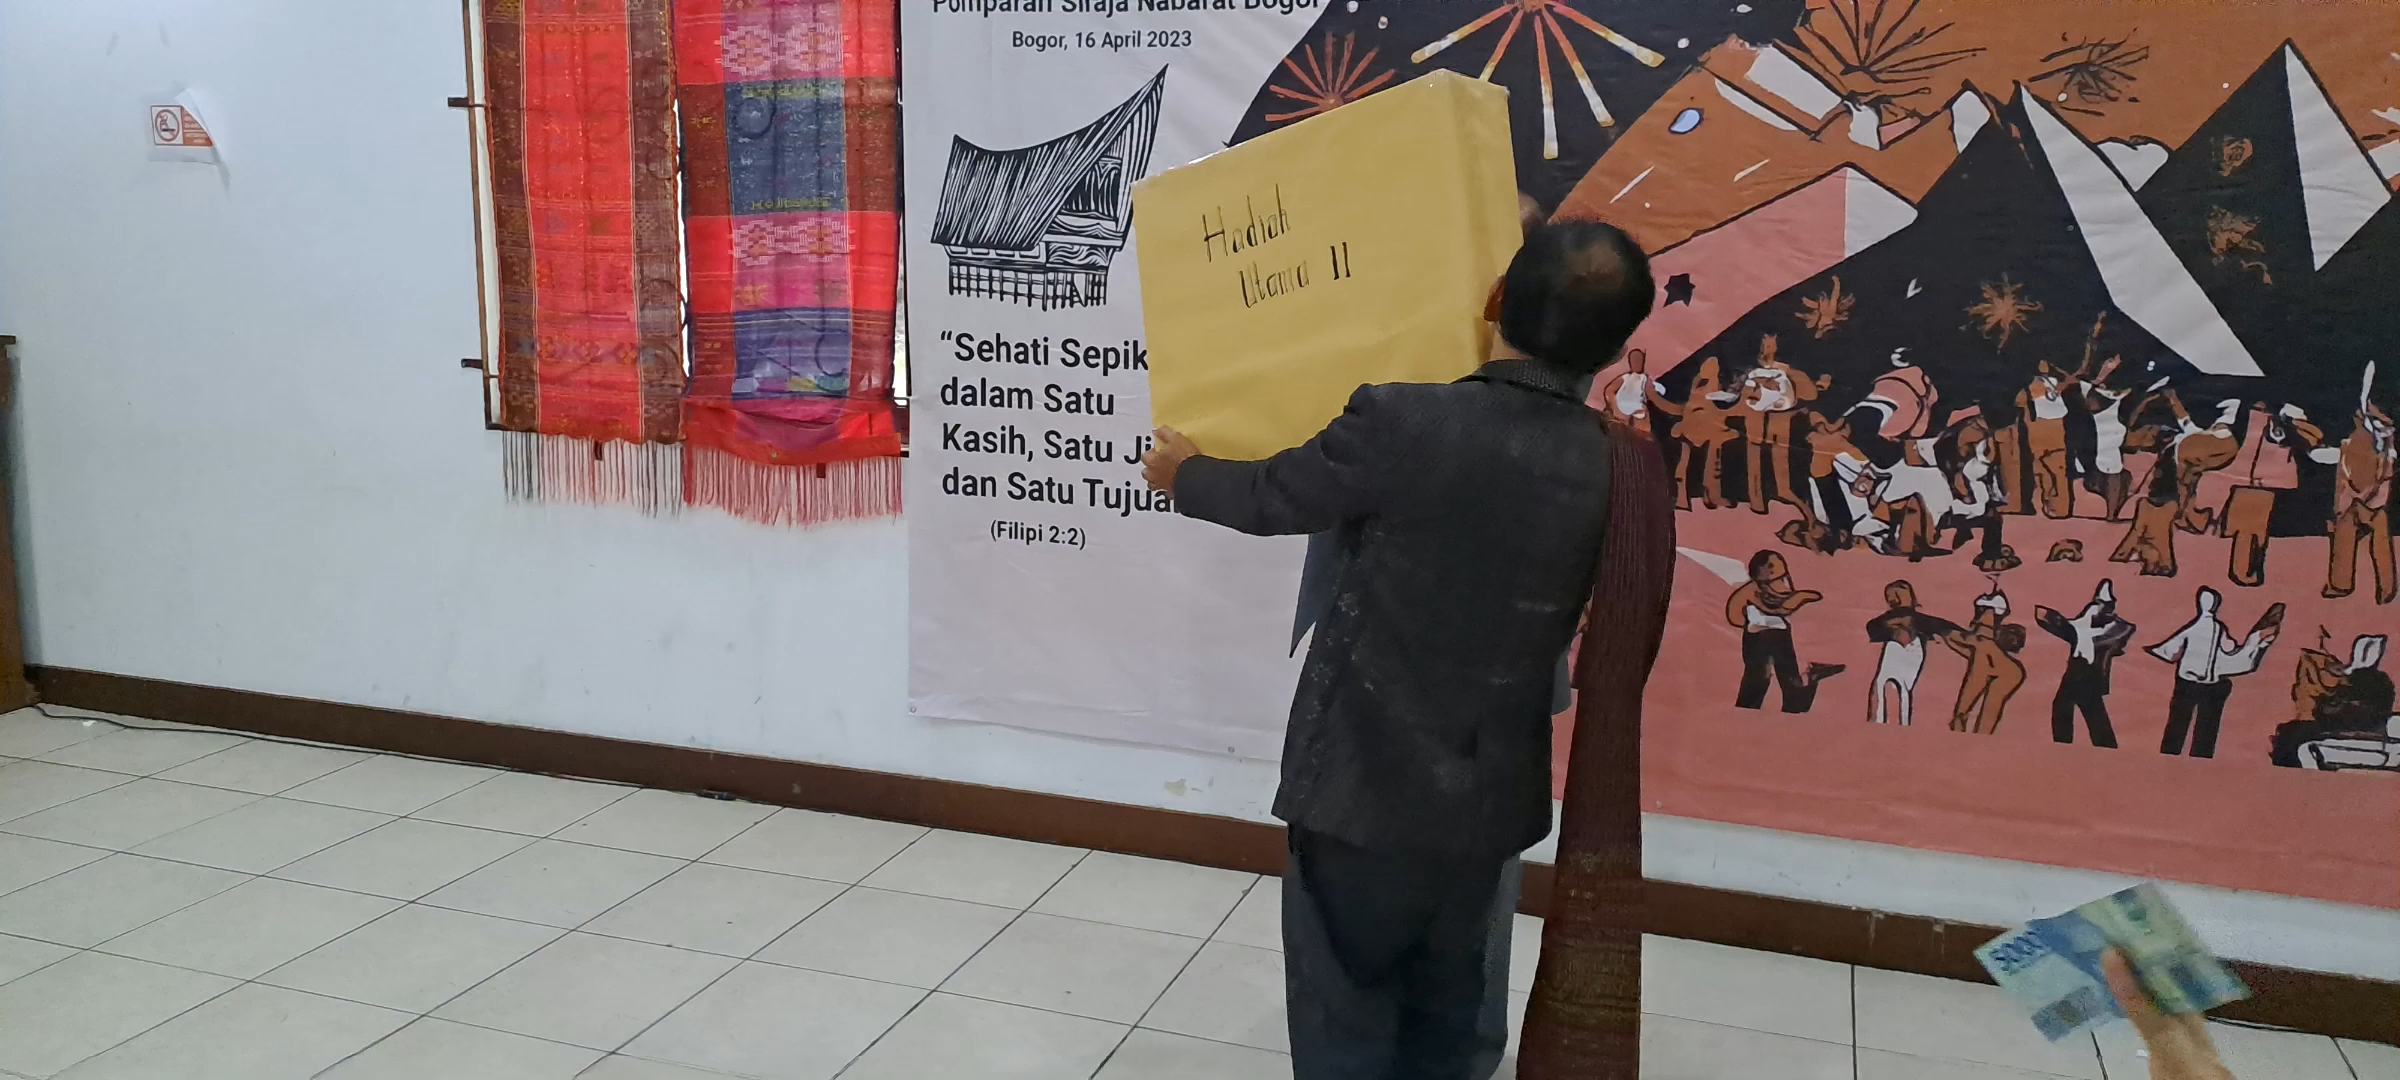 Pomparan Siraja Nabarat Bogor
Bogor, 16 April 2023
"Sehati Sepik
dalam Satu
Kasih, Satu Ji
dan Satu Tujua
(Filipi 2:2)
Hadiah
Utama II